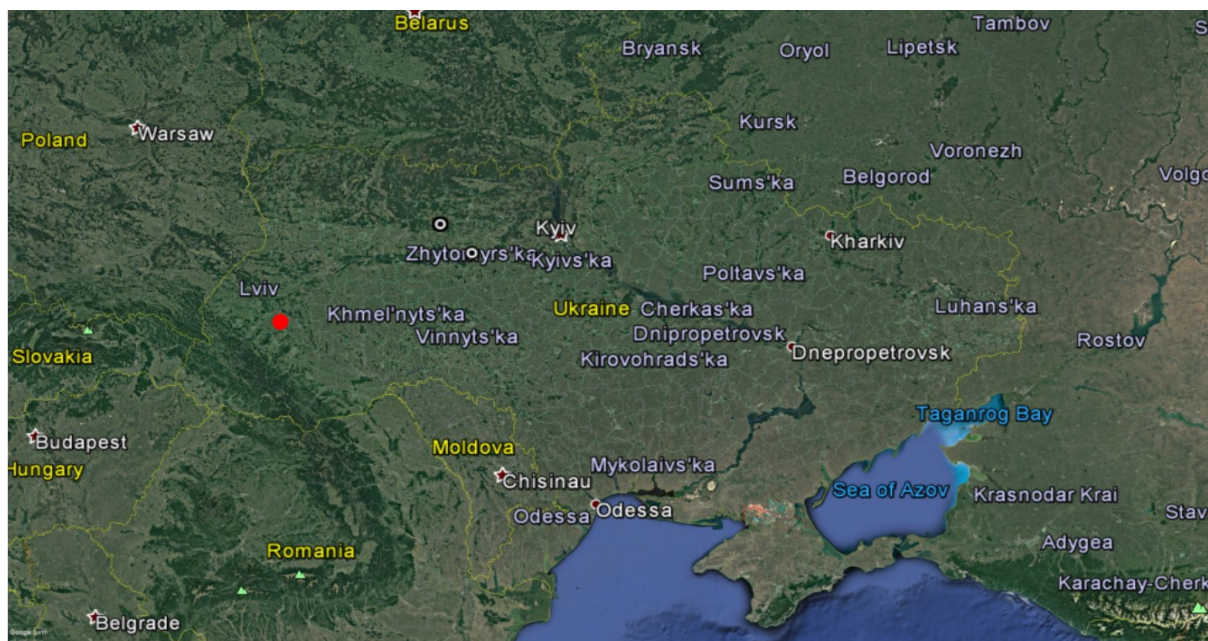 Belarus
Tambov
Bryansk
Oryol
Lipetsk
Warsaw
Poland
Kursk
Voronezh
Sums'ka
Belgorod
Volgo
Kyiv
Kharkiv
Zhytomyrs'ka
Kyivs'ka
Poltavs'ka
Lviv
Khmel'nyts'ka
Ukraine
Cherkas'ka
Luhans'ka
Vinnyts'ka
Dnipropetrovsk
Rostov
Slovakia
Kirovohrads'ka
Dnepropetrovsk
Taganrog Bay
Budapest
Moldova
Hungary
Mykolaivs'ka
Chisinau
Sea of Azov
Krasnodar Krai
Odessa
Odessa
Stav
Adygea
Romania
Karachay-Cherk
Belgrade